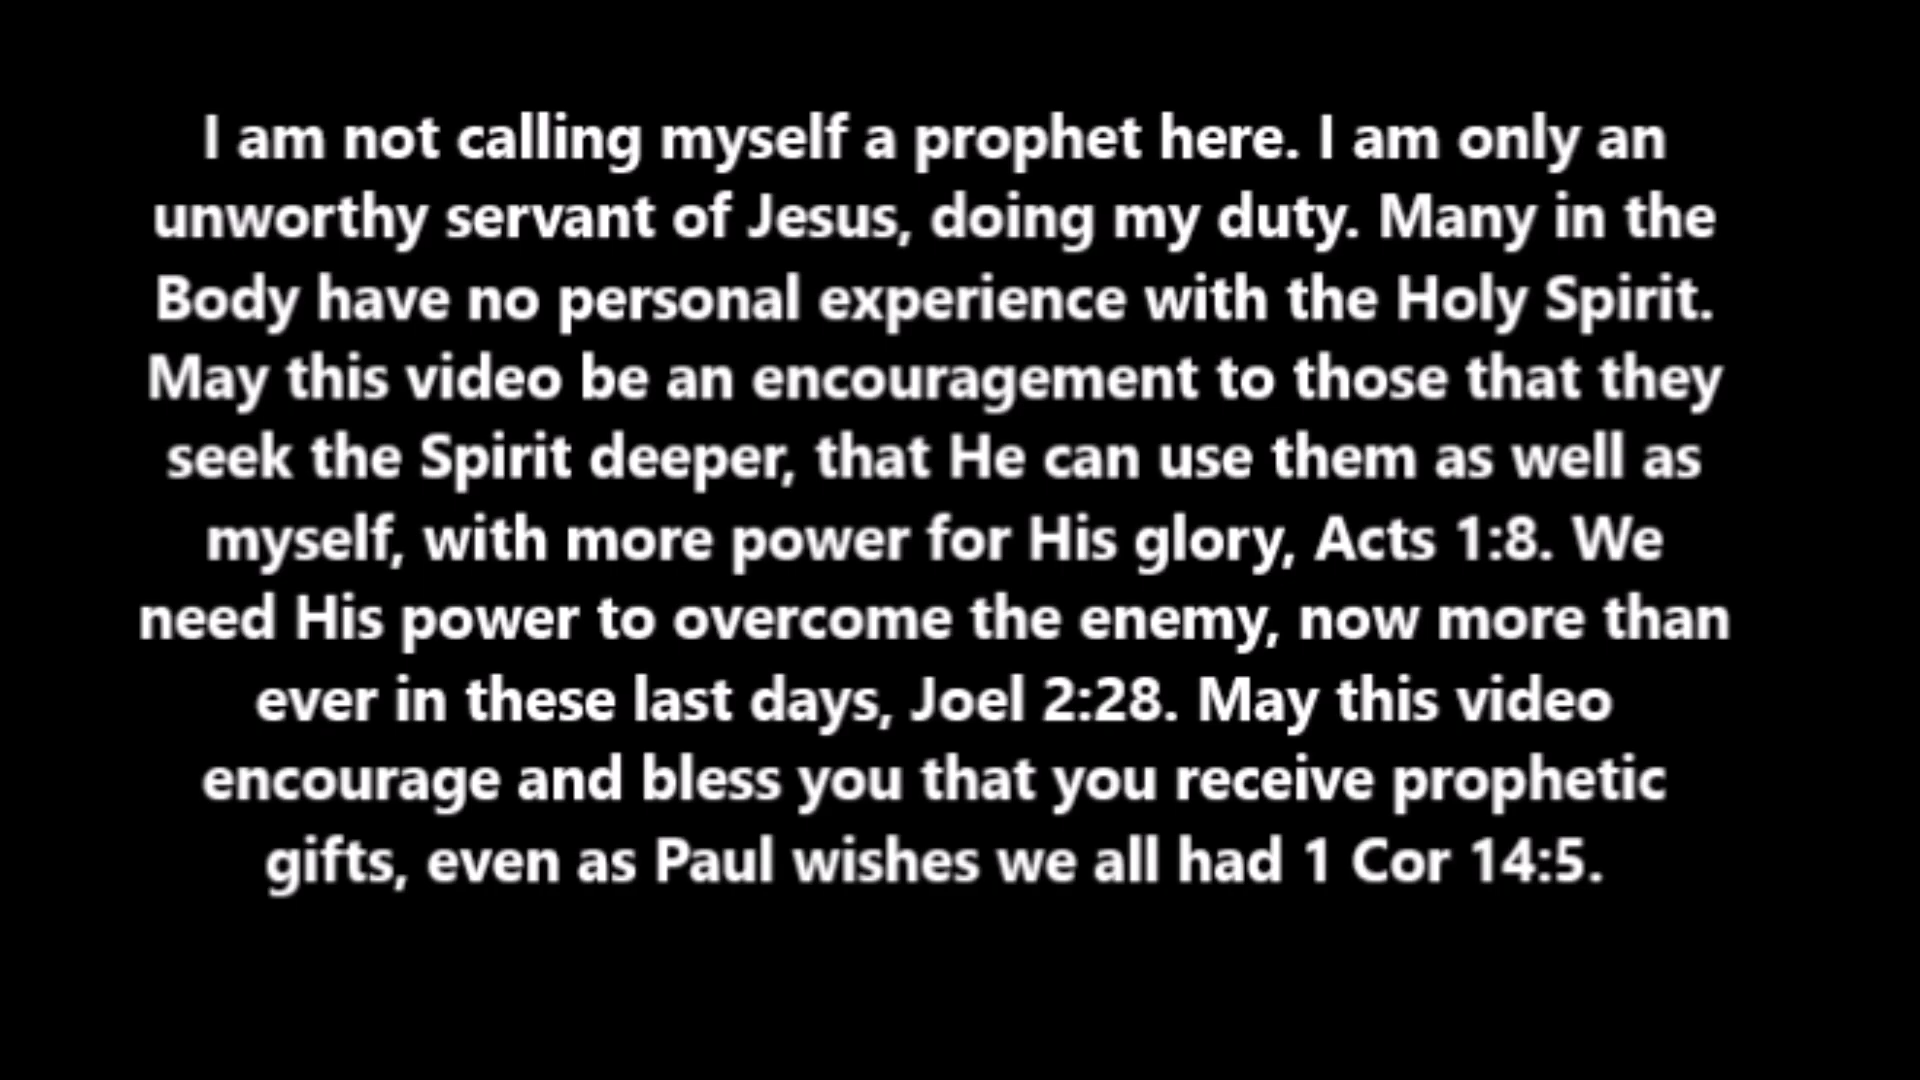 I am not calling myself a prophet here. I am only an
unworthy servant of Jesus, doing my duty. Many in the
Body have no personal experience with the Holy Spirit.
May this video be an encouragement to those that they
seek the Spirit deeper, that He can use them as well as
myself, with more power for His glory, Acts 1:8. We
need His power to overcome the enemy, now more than
ever in these last days, Joel 2:28. May this video
encourage and bless you that you receive prophetic
gifts, even as Paul wishes we all had 1 Cor 14:5.